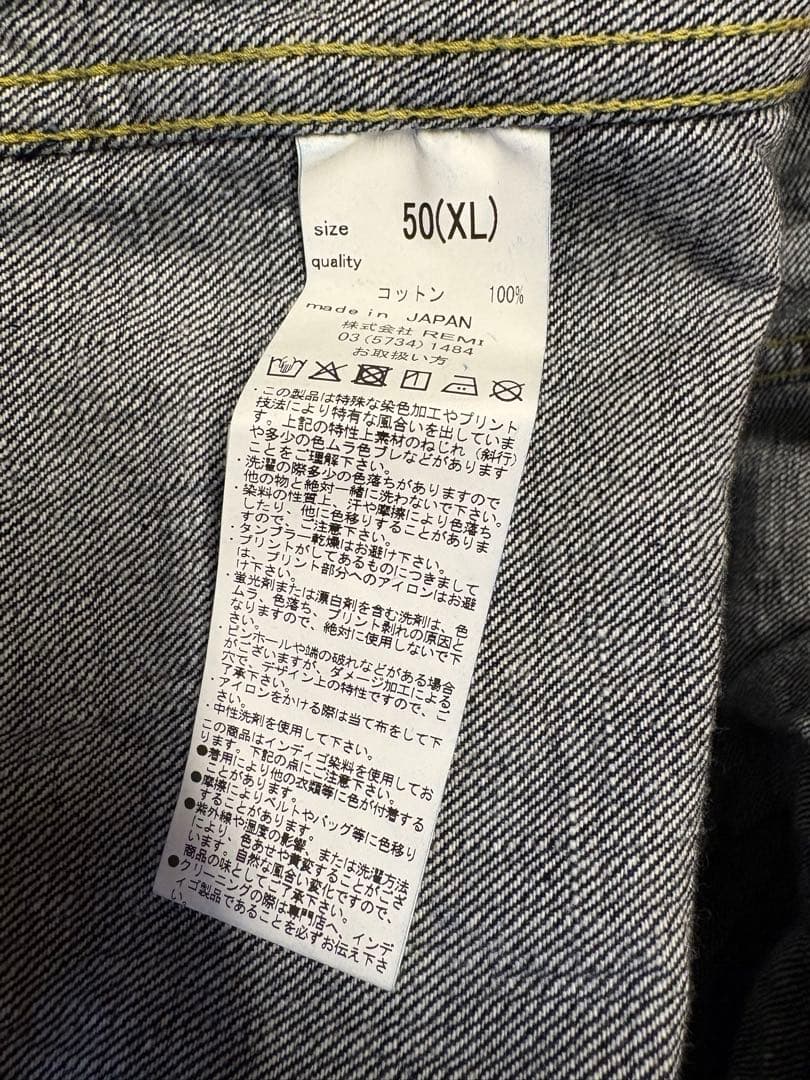 size 50(XL)
quality
コットン 100%
made in JAPAN
株式会社 REMI
03(5734)1484
お取扱い方
・この製品は特殊な染色加工やプリント
技法により特有な風合いを出していま
す。上記の特性上素材のねじれ（斜行）
や多少の色ムラ色ブレなどがあります
ことをご理解下さい。
・洗濯の際多少の色落ちがありますので
他の物と絶対一緒に洗わないで下さい。
・染料の性質上、汗や摩擦により色落ち
したり、他に色移りすることがありま
すので、ご注意下さい。
・タンブラー乾燥はお避け下さい。
・プリントがしてあるものにつきまして
は、プリント部分へのアイロンはお避
け下さい。
・蛍光剤または漂白剤を含む洗剤は、色
ムラ、色落ち、プリント剥れの原因と
なりますので、絶対に使用しないで下
さい。
・ピンホールや端の破れなどがある場合
がございますが、ダメージ加工による
穴で、デザイン上の特性ですので、ご
了承下さい。
・アイロンをかける際は当て布をして下
さい。
・中性洗剤を使用して下さい。
この商品はインディゴ染料を使用してお
ります。下記の点にご注意下さい。
●着用により他の衣類等に色が付着する
ことがあります。
●摩擦によりベルトやバッグ等に色移り
することがあります。
●紫外線や湿度の影響、または洗濯方法
により、色あせや黄変することがござ
います。自然な風合い変化ですので、
商品の味としてご了承下さい。
●クリーニングの際は専門店へ、インデ
ィゴ製品であることを必ずお伝え下さ
い。